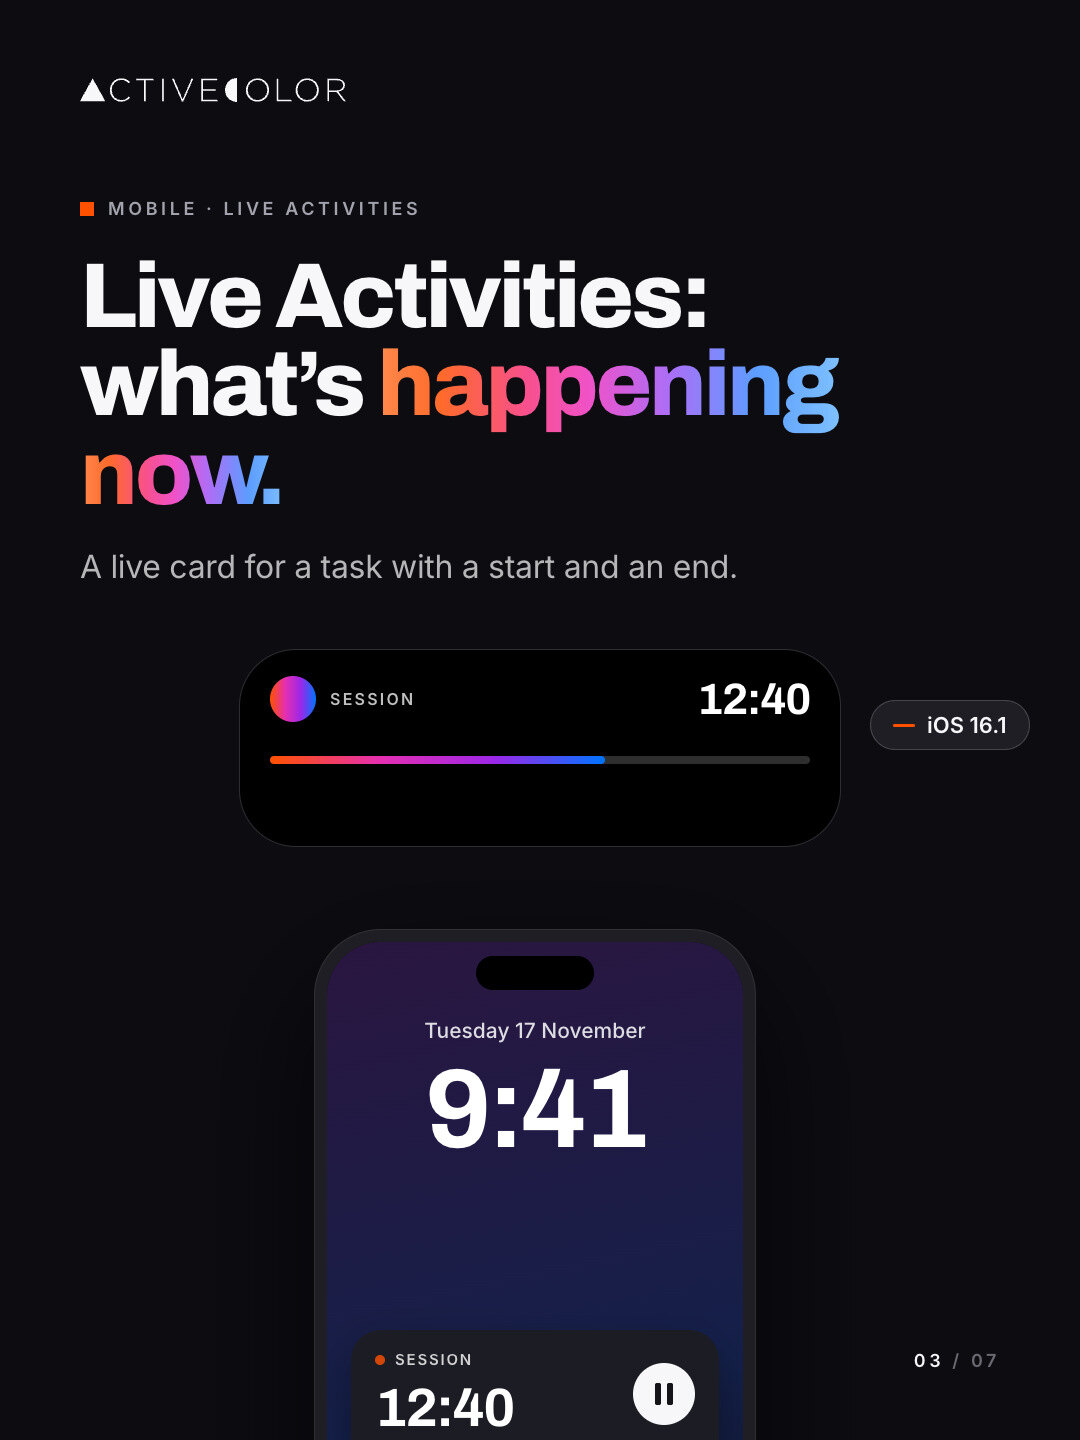 ACTIVECOLOR
MOBILE · LIVE ACTIVITIES
Live Activities:
what’s happening
now.
A live card for a task with a start and an end.
SESSION
12:40
iOS 16.1
Tuesday 17 November
9:41
SESSION
12:40
03 / 07